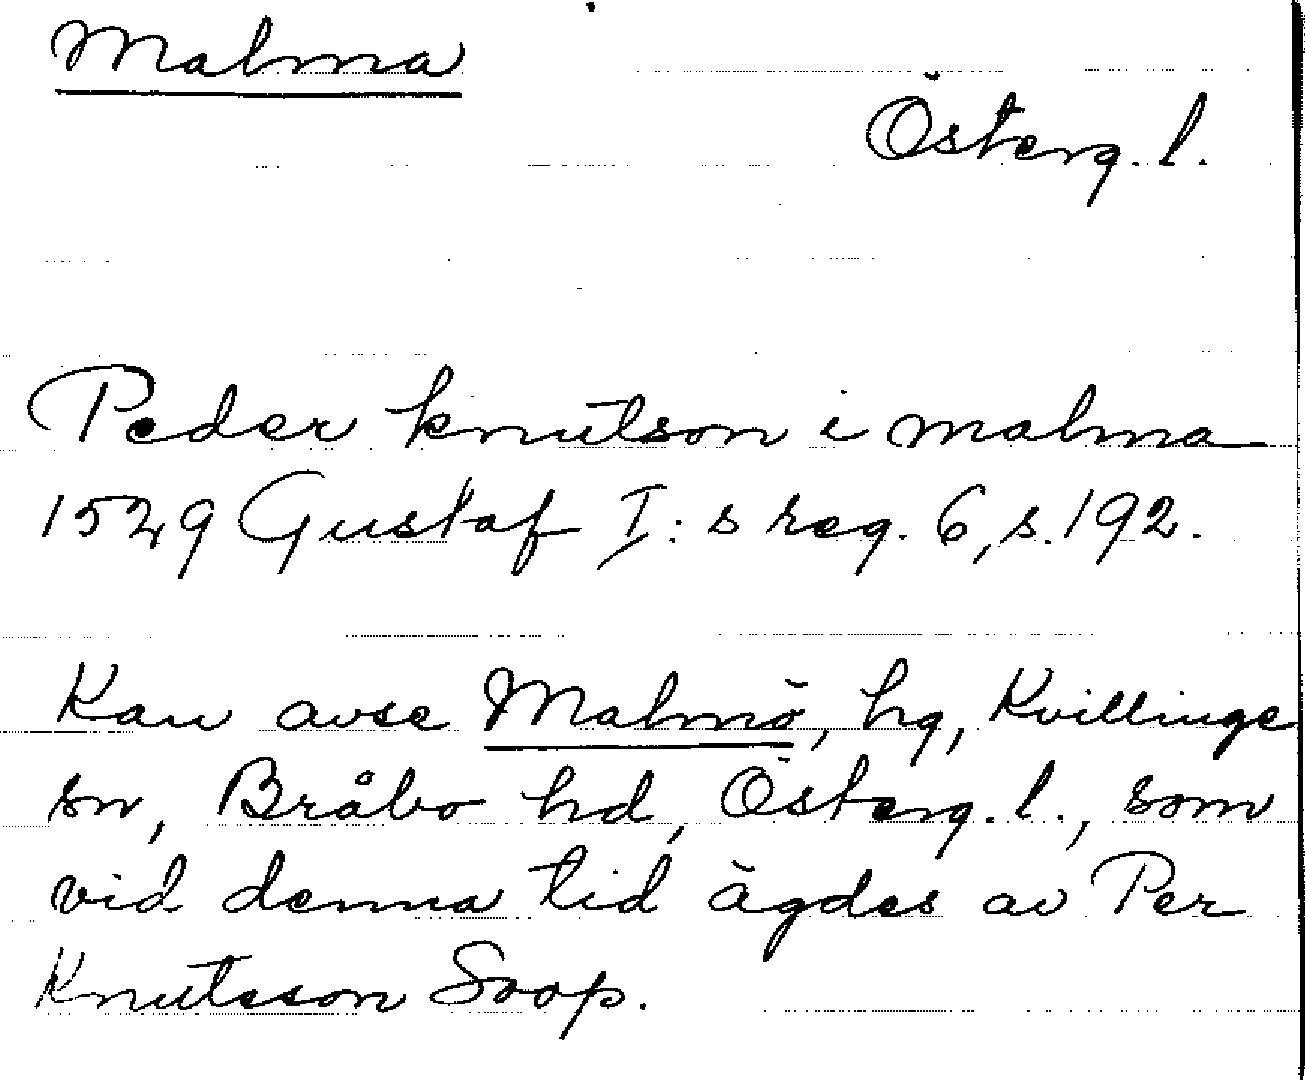 Malma
Österg. l.
Peder knutson i malma
1529 Gustaf I:s reg. 6, s. 192.
Kan avse Malmö, hg, Kvillinge
sn, Bråbo hd, Österg. l., som
vid denna tid ägdes av Per
Knutsson Soop.